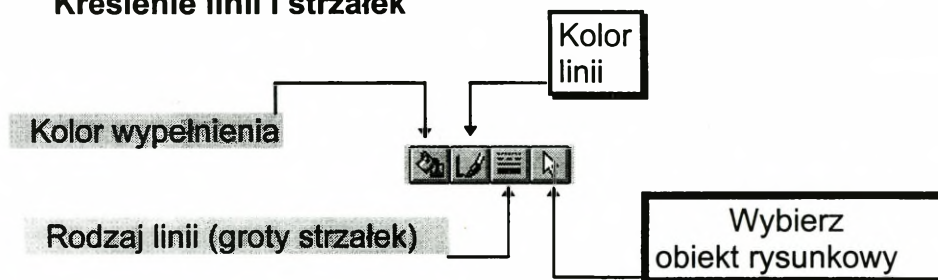 Kreślenie linii i strzałek
Kolor
linii
Kolor wypełnienia
Rodzaj linii (groty strzałek)
Wybierz
obiekt rysunkowy